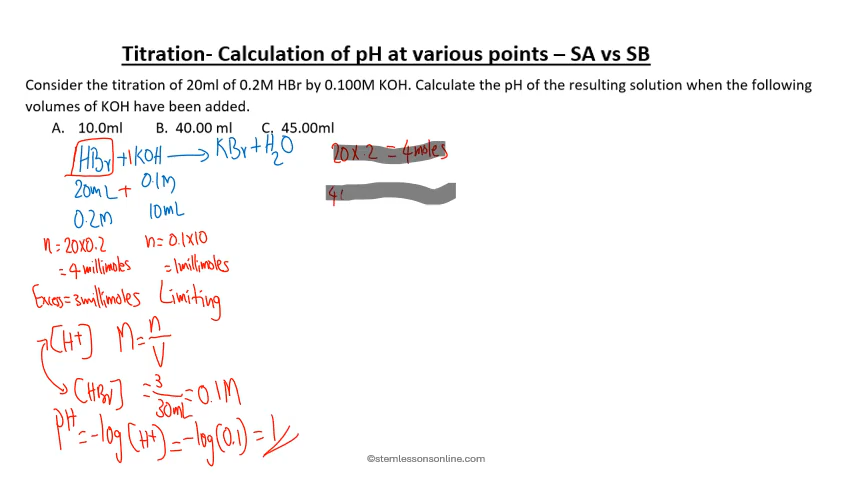 Titration- Calculation of pH at various points – SA vs SB
Consider the titration of 20ml of 0.2M HBr by 0.100M KOH. Calculate the pH of the resulting solution when the following
volumes of KOH have been added.
A. 10.0ml B. 40.00 ml C. 45.00ml
HBr + 1KOH → KBr + H₂O
20mL + 0.1M
0.2M 10mL
n = 20x0.2 n = 0.1x10
= 4 millimoles = 1millimoles
Excess = 3millimoles Limiting
[H+] M = n/V
[HBr] = 3/30mL = 0.1M
PH = -log(H+) = -log(0.1) = 1
20 x 2 = 4 moles
©stemlessonsonline.com